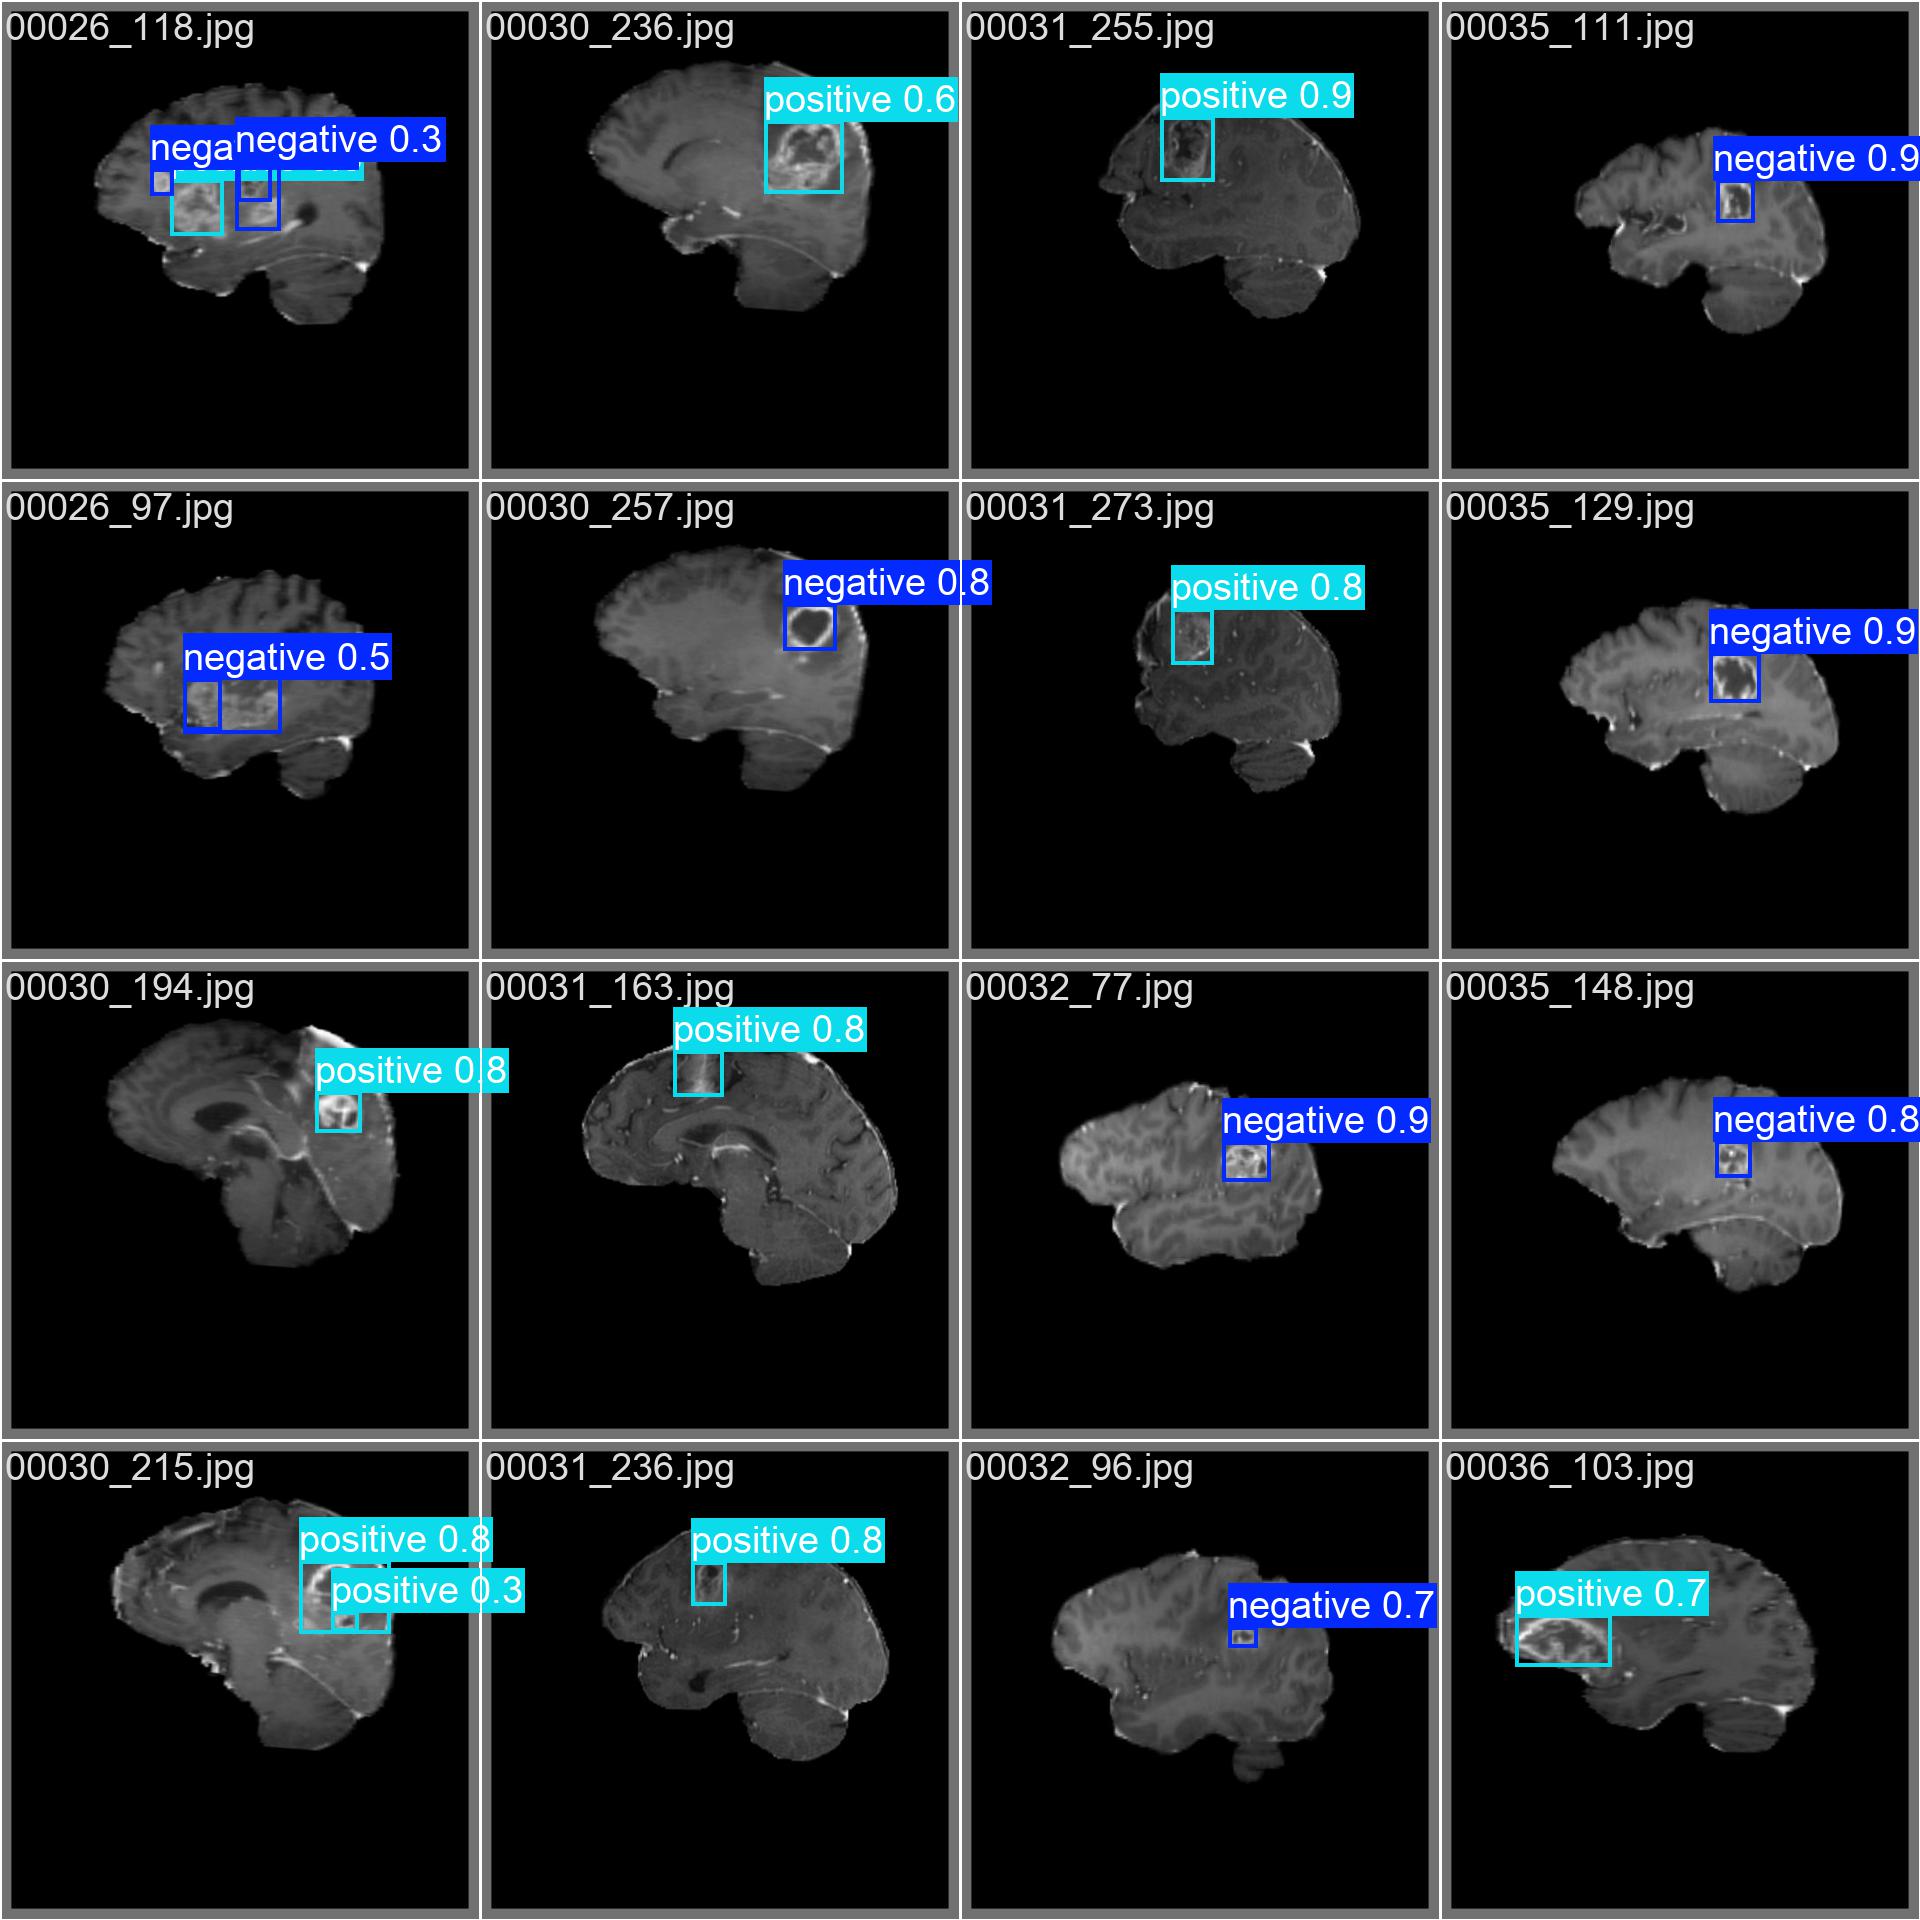 00026_118.jpg
nega
negative 0.3
00030_236.jpg
positive 0.6
00031_255.jpg
positive 0.9
00035_111.jpg
negative 0.9
00026_97.jpg
negative 0.5
00030_257.jpg
negative 0.8
00031_273.jpg
positive 0.8
00035_129.jpg
negative 0.9
00030_194.jpg
positive 0.8
00031_163.jpg
positive 0.8
00032_77.jpg
negative 0.9
00035_148.jpg
negative 0.8
00030_215.jpg
positive 0.8
positive 0.3
00031_236.jpg
positive 0.8
00032_96.jpg
negative 0.7
00036_103.jpg
positive 0.7